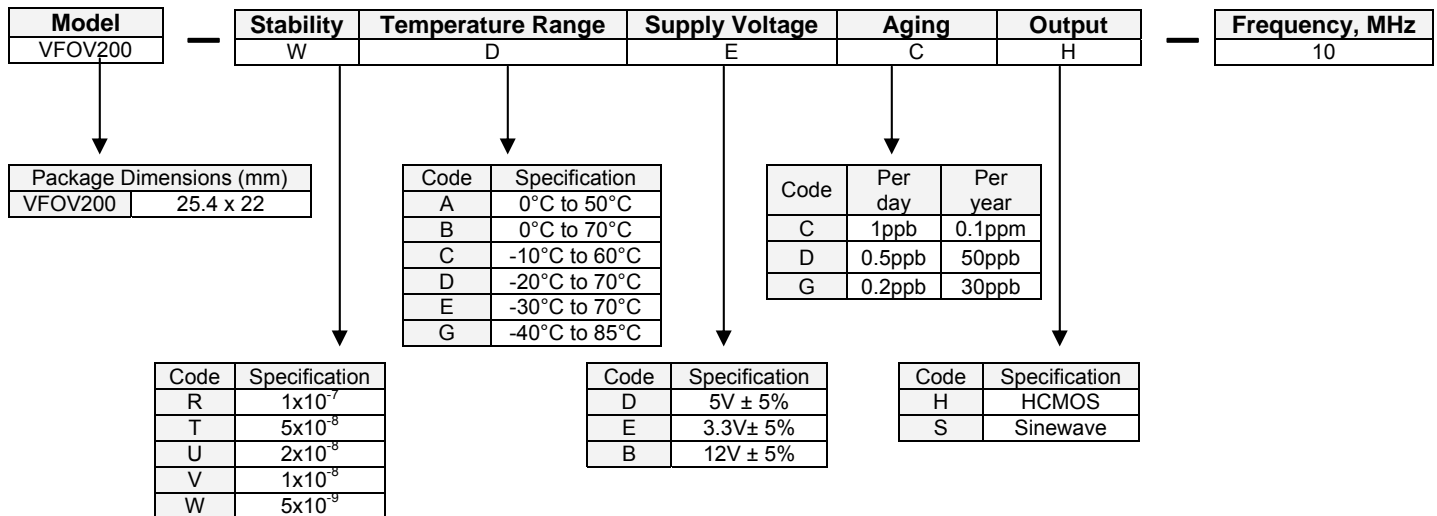 Model Stability Temperature Range Supply Voltage Aging Output Frequency, MHz
VFOV200 — W D E C H — 10
Package Dimensions (mm)
VFOV200 25.4 x 22
Code Specification
A 0°C to 50°C
B 0°C to 70°C
C -10°C to 60°C
D -20°C to 70°C
E -30°C to 70°C
G -40°C to 85°C
Code Per day Per year
C 1ppb 0.1ppm
D 0.5ppb 50ppb
G 0.2ppb 30ppb
Code Specification
R 1x10⁻⁷
T 5x10⁻⁸
U 2x10⁻⁸
V 1x10⁻⁸
W 5x10⁻⁹
Code Specification
D 5V ± 5%
E 3.3V± 5%
B 12V ± 5%
Code Specification
H HCMOS
S Sinewave